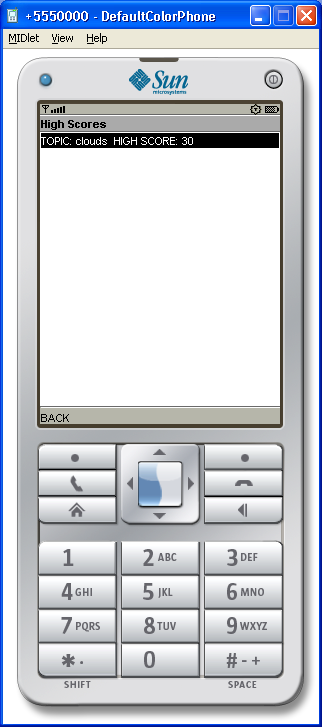 +5550000 - DefaultColorPhone
MIDlet View Help
Sun
microsystems
High Scores
TOPIC: clouds HIGH SCORE: 30
BACK
1
2 ABC
3 DEF
4 GHI
5 JKL
6 MNO
7 PQRS
8 TUV
9 WXYZ
* .
0
# - +
SHIFT
SPACE